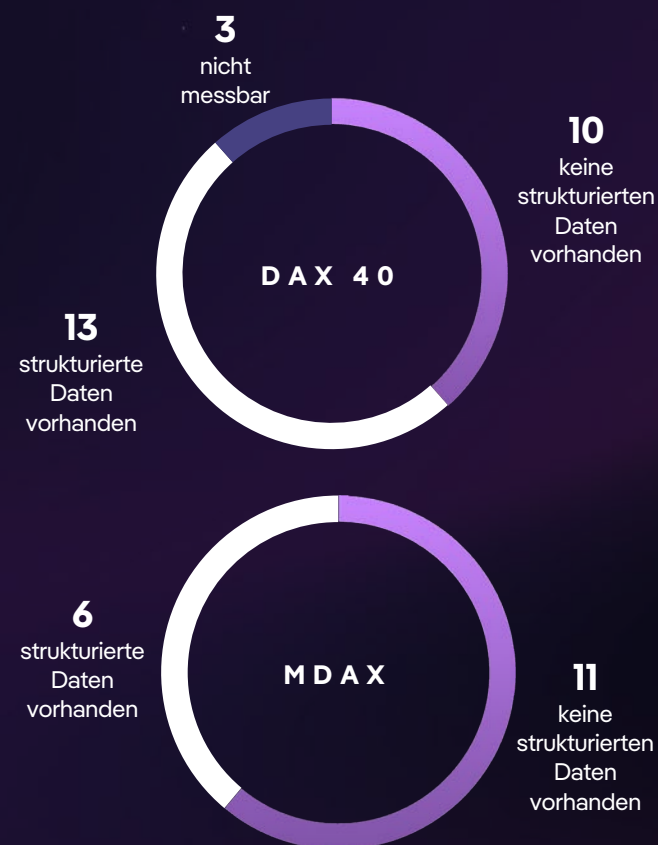 3
nicht
messbar
10
keine
strukturierten
Daten
vorhanden
DAX 40
13
strukturierte
Daten
vorhanden
6
strukturierte
Daten
vorhanden
MDAX
11
keine
strukturierten
Daten
vorhanden